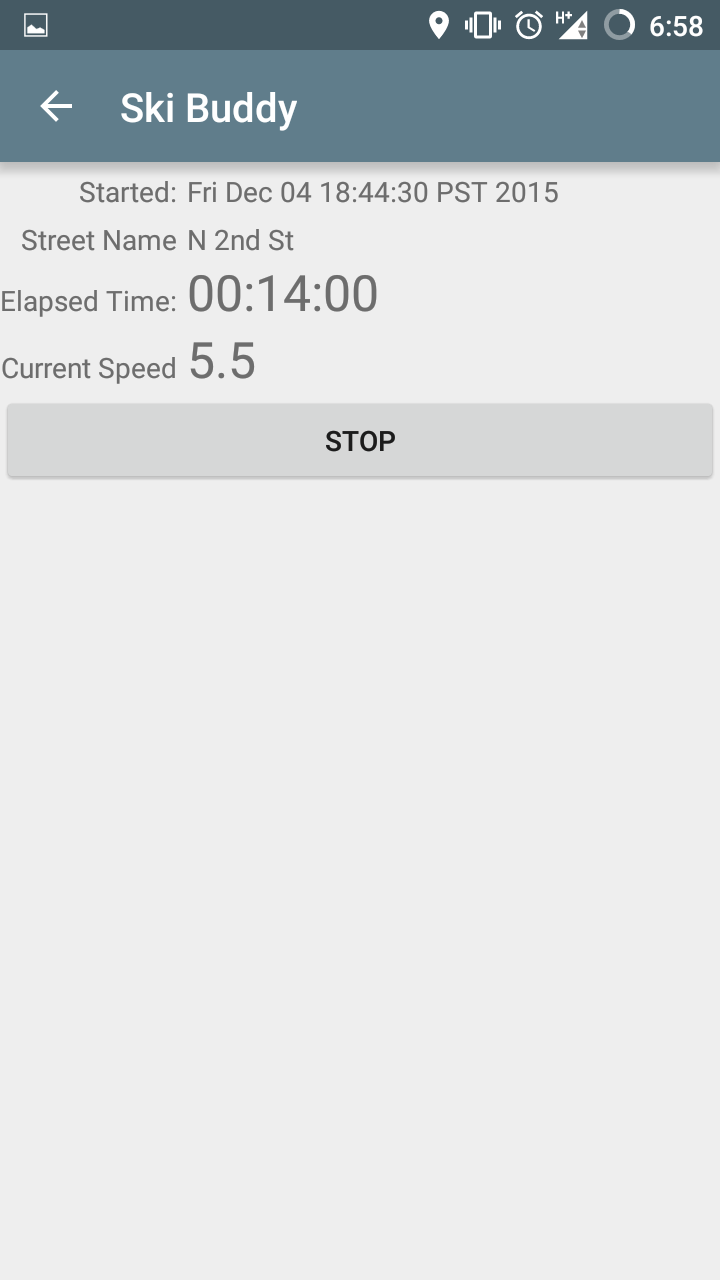 H+ 6:58
Ski Buddy
Started: Fri Dec 04 18:44:30 PST 2015
Street Name N 2nd St
Elapsed Time: 00:14:00
Current Speed 5.5
STOP